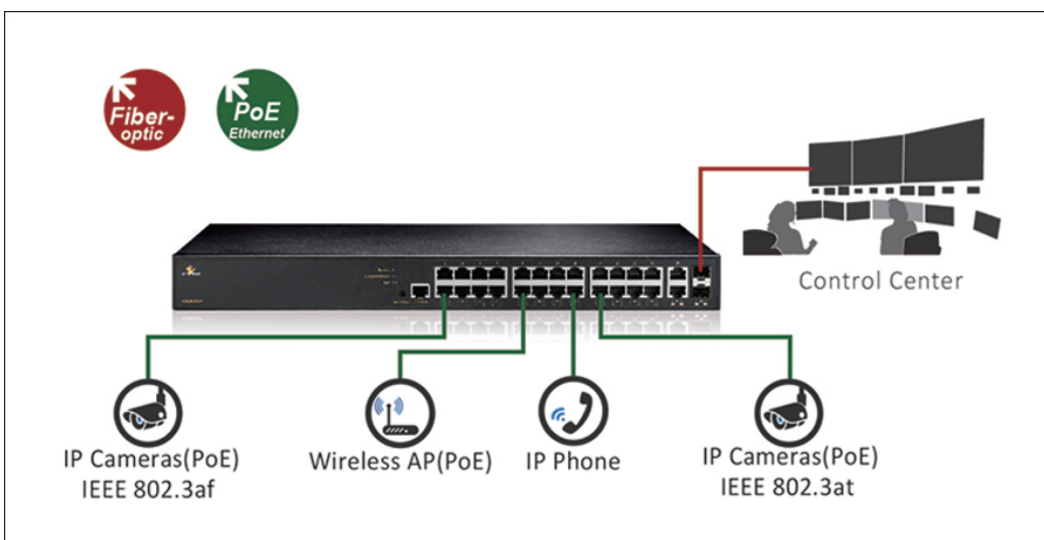 Fiber-
optic
PoE
Ethernet
Control Center
IP Cameras(PoE)
IEEE 802.3af
Wireless AP(PoE)
IP Phone
IP Cameras(PoE)
IEEE 802.3at